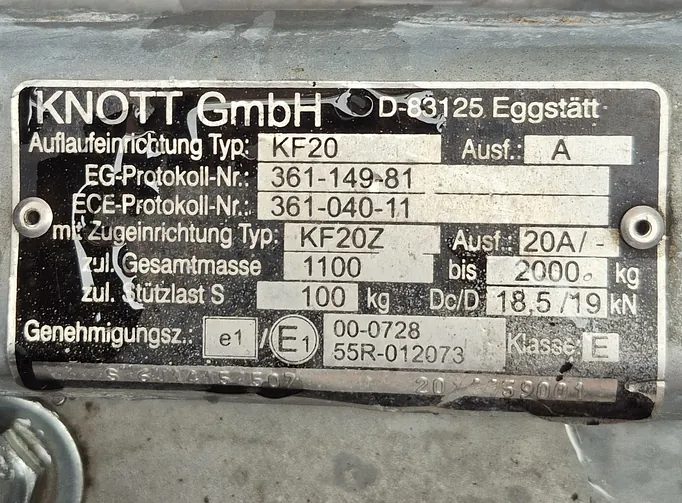 KNOTT GmbH D-83125 Eggstätt
Auflaufeinrichtung Typ: KF20 Ausf.: A
EG-Protokoll-Nr.: 361-149-81
ECE-Protokoll-Nr.: 361-040-11
mit Zugeinrichtung Typ: KF20Z Ausf.: 20A/-
zul. Gesamtmasse 1100 bis 2000 kg
zul. Stützlast S 100 kg Dc/D 18,5/19 kN
Genehmigungsz.: e1 / E1 00-0728
55R-012073 Klasse: E